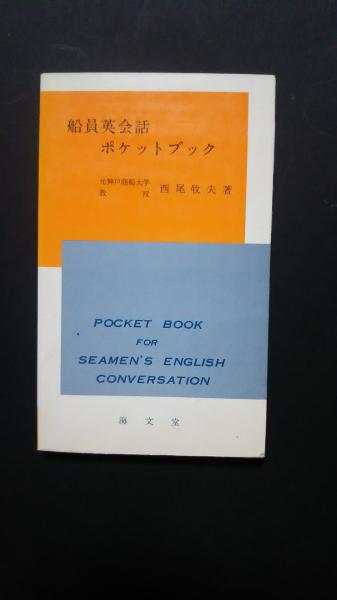 船員英会話
ポケットブック
元神戸商船大学
教授 西尾牧夫著
POCKET BOOK
FOR
SEAMEN'S ENGLISH
CONVERSATION
海文堂